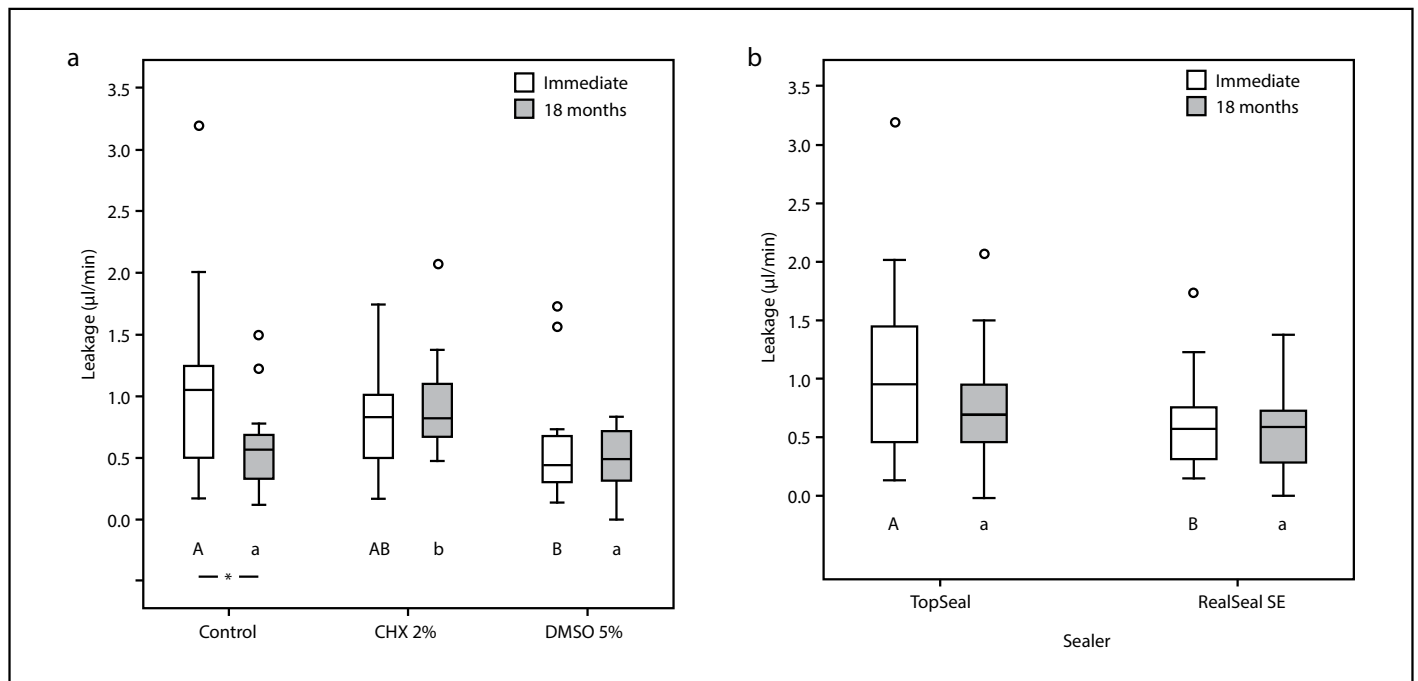 a
Immediate
18 months
Leakage (µl/min)
3.5
3.0
2.5
2.0
1.5
1.0
0.5
0.0
A a AB b B a
*
Control CHX 2% DMSO 5%
b
Immediate
18 months
Leakage (µl/min)
3.5
3.0
2.5
2.0
1.5
1.0
0.5
0.0
A a B a
TopSeal RealSeal SE
Sealer